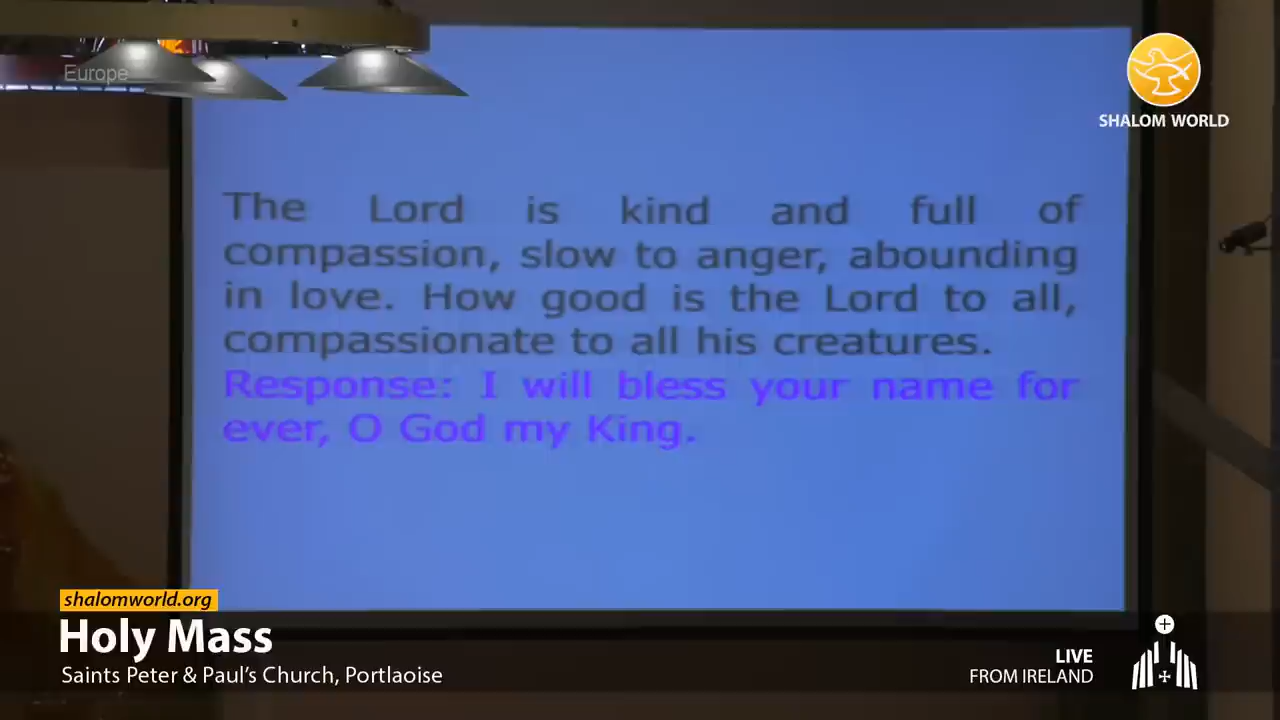 Europe
SHALOM WORLD
The Lord is kind and full of
compassion, slow to anger, abounding
in love. How good is the Lord to all,
compassionate to all his creatures.
Response: I will bless your name for
ever, O God my King.
shalomworld.org
Holy Mass
Saints Peter & Paul's Church, Portlaoise
LIVE
FROM IRELAND